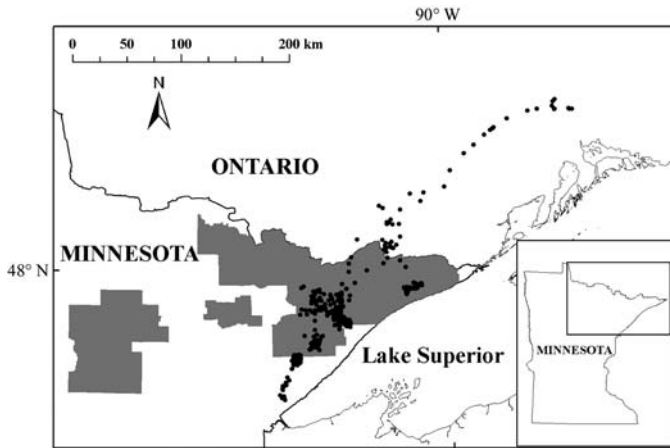 90° W
0 50 100 200 km
N
ONTARIO
MINNESOTA
48° N
Lake Superior
MINNESOTA